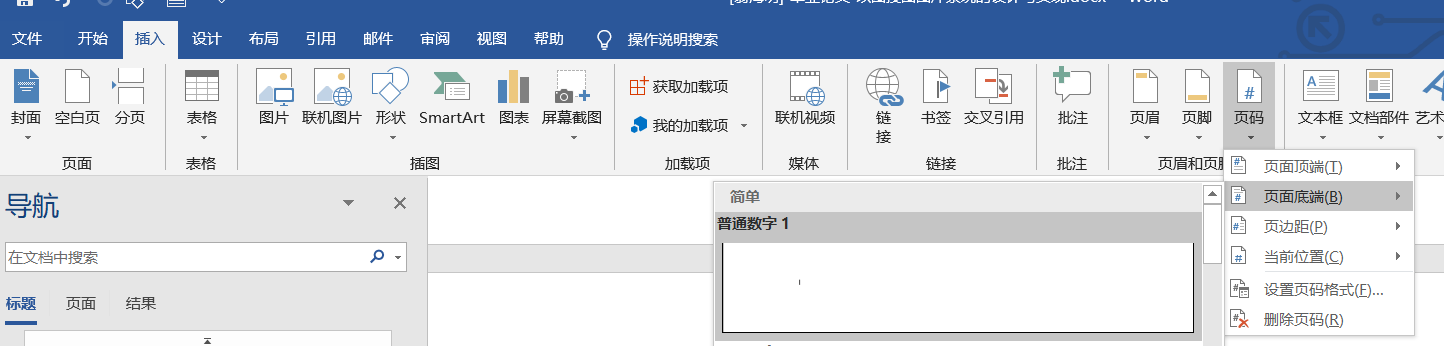 Word
文件 开始 插入 设计 布局 引用 邮件 审阅 视图 帮助 操作说明搜索
封面 空白页 分页 表格 图片 联机图片 形状 SmartArt 图表 屏幕截图 获取加载项 我的加载项 联机视频 链接 书签 交叉引用 批注 页眉 页脚 页码 文本框 文档部件 艺术
页面 表格 插图 加载项 媒体 链接 批注 页眉和页脚
页面顶端(T)
页面底端(B)
页边距(P)
当前位置(C)
设置页码格式(F)...
删除页码(R)
简单
普通数字 1
导航
在文档中搜索
标题 页面 结果